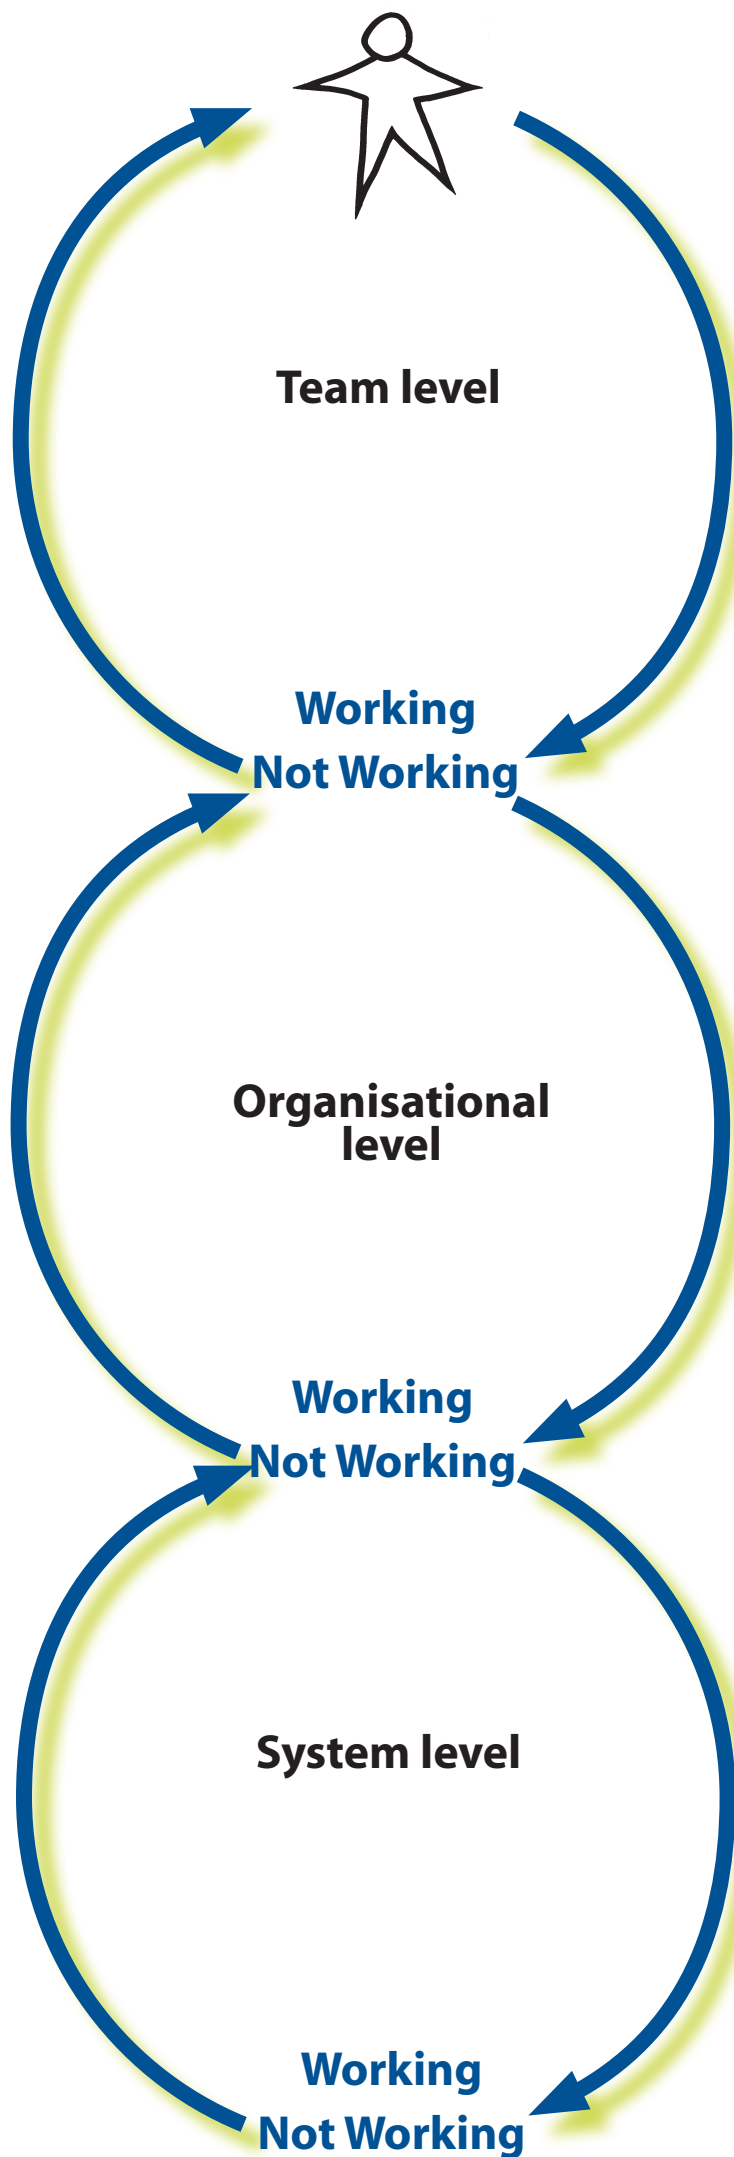 Team level
Working
Not Working
Organisational
level
Working
Not Working
System level
Working
Not Working